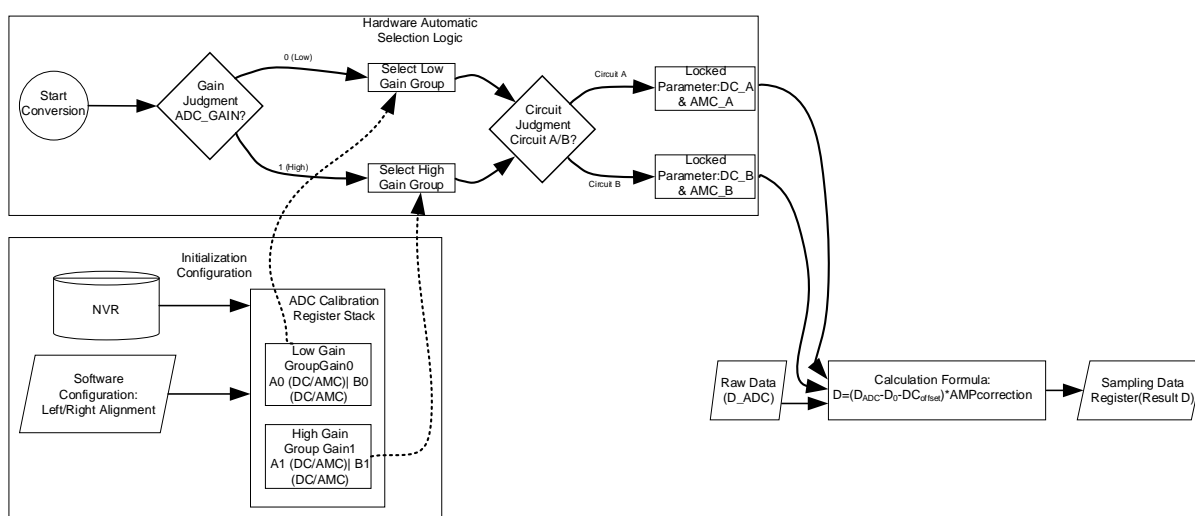 Hardware Automatic
Selection Logic
Start
Conversion
Gain
Judgment
ADC_GAIN?
0 (Low)
1 (High)
Select Low
Gain Group
Select High
Gain Group
Circuit
Judgment
Circuit A/B?
Circuit A
Circuit B
Locked
Parameter:DC_A
& AMC_A
Locked
Parameter:DC_B
& AMC_B
Initialization
Configuration
NVR
Software
Configuration:
Left/Right Alignment
ADC Calibration
Register Stack
Low Gain
GroupGain0
A0 (DC/AMC)| B0
(DC/AMC)
High Gain
Group Gain1
A1 (DC/AMC)| B1
(DC/AMC)
Raw Data
(D_ADC)
Calculation Formula:
D=(D_ADC-D_0-DC_offset)*AMPcorrection
Sampling Data
Register(Result D)